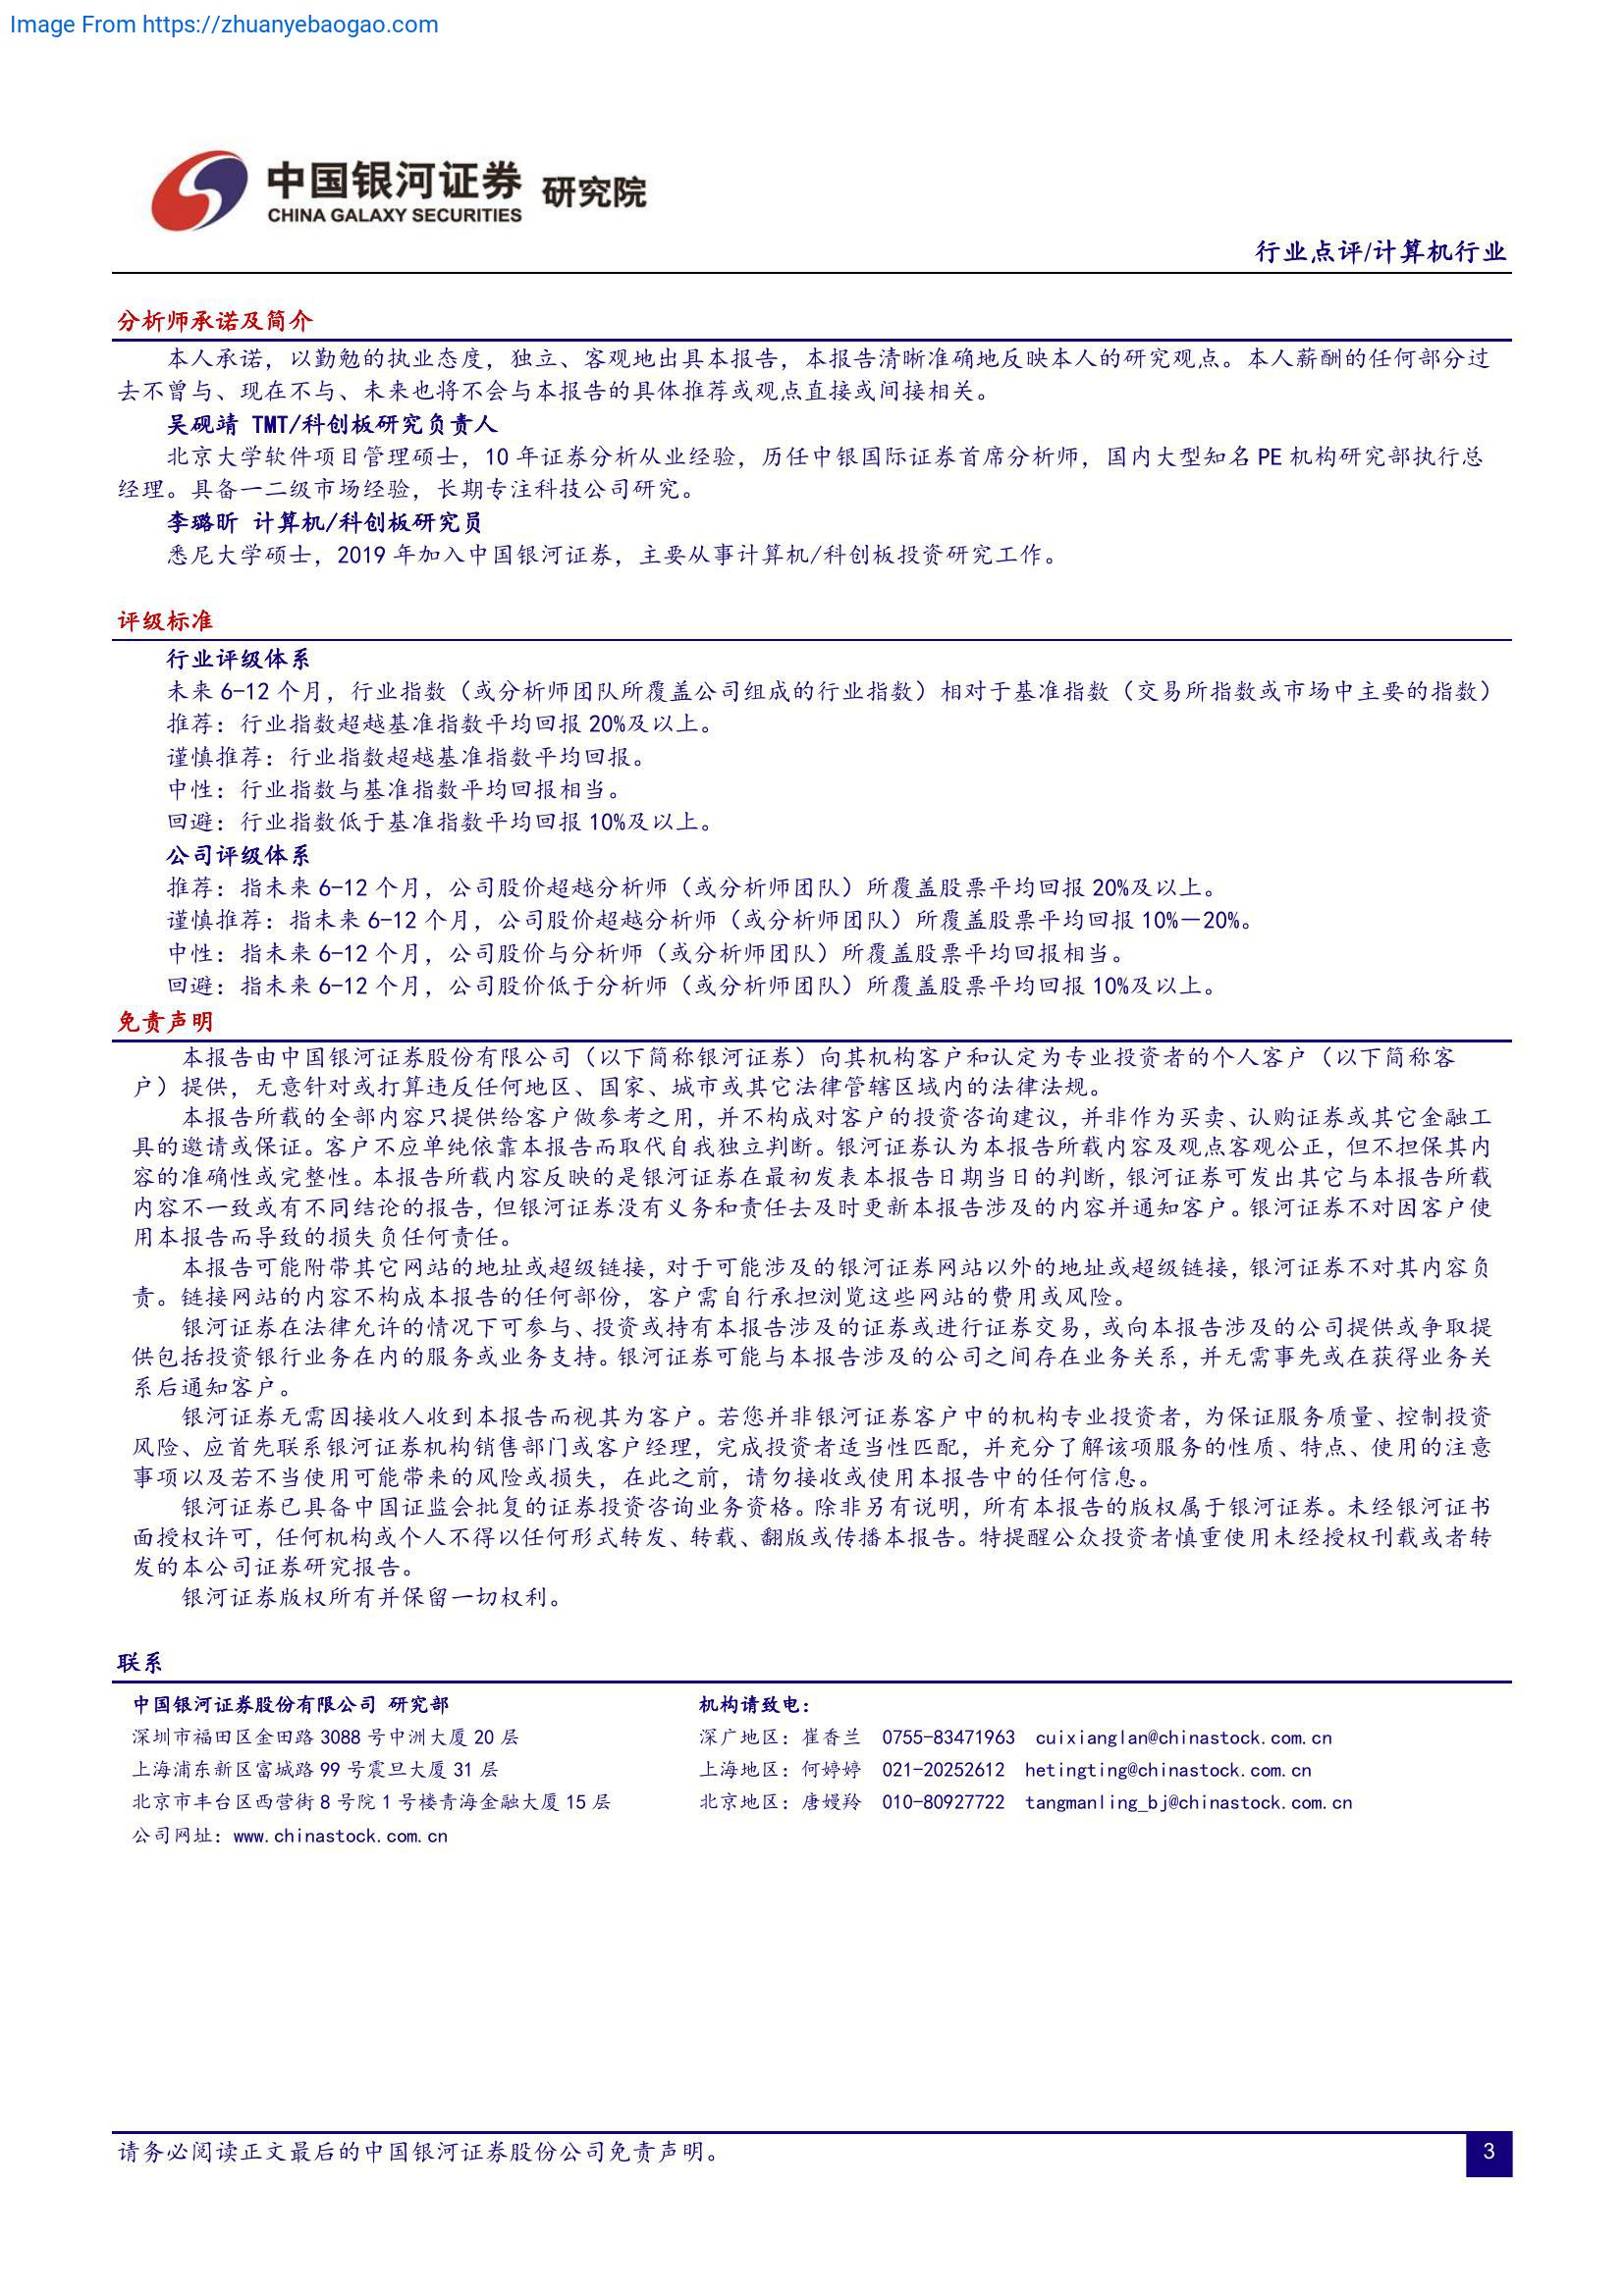 Image From https://zhuanyebaogao.com
中国银河证券 研究院
CHINA GALAXY SECURITIES
行业点评/计算机行业
分析师承诺及简介
本人承诺，以勤勉的执业态度，独立、客观地出具本报告，本报告清晰准确地反映本人的研究观点。本人薪酬的任何部分过
去不曾与、现在不与、未来也将不会与本报告的具体推荐或观点直接或间接相关。
吴砚靖 TMT/科创板研究负责人
北京大学软件项目管理硕士，10 年证券分析从业经验，历任中银国际证券首席分析师，国内大型知名 PE 机构研究部执行总
经理。具备一二级市场经验，长期专注科技公司研究。
李璐昕 计算机/科创板研究员
悉尼大学硕士，2019 年加入中国银河证券，主要从事计算机/科创板投资研究工作。
评级标准
行业评级体系
未来 6-12 个月，行业指数（或分析师团队所覆盖公司组成的行业指数）相对于基准指数（交易所指数或市场中主要的指数）
推荐：行业指数超越基准指数平均回报 20%及以上。
谨慎推荐：行业指数超越基准指数平均回报。
中性：行业指数与基准指数平均回报相当。
回避：行业指数低于基准指数平均回报 10%及以上。
公司评级体系
推荐：指未来 6-12 个月，公司股价超越分析师（或分析师团队）所覆盖股票平均回报 20%及以上。
谨慎推荐：指未来 6-12 个月，公司股价超越分析师（或分析师团队）所覆盖股票平均回报 10%－20%。
中性：指未来 6-12 个月，公司股价与分析师（或分析师团队）所覆盖股票平均回报相当。
回避：指未来 6-12 个月，公司股价低于分析师（或分析师团队）所覆盖股票平均回报 10%及以上。
免责声明
本报告由中国银河证券股份有限公司（以下简称银河证券）向其机构客户和认定为专业投资者的个人客户（以下简称客
户）提供，无意针对或打算违反任何地区、国家、城市或其它法律管辖区域内的法律法规。
本报告所载的全部内容只提供给客户做参考之用，并不构成对客户的投资咨询建议，并非作为买卖、认购证券或其它金融工
具的邀请或保证。客户不应单纯依靠本报告而取代自我独立判断。银河证券认为本报告所载内容及观点客观公正，但不担保其内
容的准确性或完整性。本报告所载内容反映的是银河证券在最初发表本报告日期当日的判断，银河证券可发出其它与本报告所载
内容不一致或有不同结论的报告，但银河证券没有义务和责任去及时更新本报告涉及的内容并通知客户。银河证券不对因客户使
用本报告而导致的损失负任何责任。
本报告可能附带其它网站的地址或超级链接，对于可能涉及的银河证券网站以外的地址或超级链接，银河证券不对其内容负
责。链接网站的内容不构成本报告的任何部份，客户需自行承担浏览这些网站的费用或风险。
银河证券在法律允许的情况下可参与、投资或持有本报告涉及的证券或进行证券交易，或向本报告涉及的公司提供或争取提
供包括投资银行业务在内的服务或业务支持。银河证券可能与本报告涉及的公司之间存在业务关系，并无需事先或在获得业务关
系后通知客户。
银河证券无需因接收人收到本报告而视其为客户。若您并非银河证券客户中的机构专业投资者，为保证服务质量、控制投资
风险、应首先联系银河证券机构销售部门或客户经理，完成投资者适当性匹配，并充分了解该项服务的性质、特点、使用的注意
事项以及若不当使用可能带来的风险或损失，在此之前，请勿接收或使用本报告中的任何信息。
银河证券已具备中国证监会批复的证券投资咨询业务资格。除非另有说明，所有本报告的版权属于银河证券。未经银河证书
面授权许可，任何机构或个人不得以任何形式转发、转载、翻版或传播本报告。特提醒公众投资者慎重使用未经授权刊载或者转
发的本公司证券研究报告。
银河证券版权所有并保留一切权利。
联系
中国银河证券股份有限公司 研究部 机构请致电：
深圳市福田区金田路 3088 号中洲大厦 20 层 深广地区：崔香兰 0755-83471963 cuixianglan@chinastock.com.cn
上海浦东新区富城路 99 号震旦大厦 31 层 上海地区：何婷婷 021-20252612 hetingting@chinastock.com.cn
北京市丰台区西营街 8 号院 1 号楼青海金融大厦 15 层 北京地区：唐嫚羚 010-80927722 tangmanling_bj@chinastock.com.cn
公司网址：www.chinastock.com.cn
请务必阅读正文最后的中国银河证券股份公司免责声明。 3